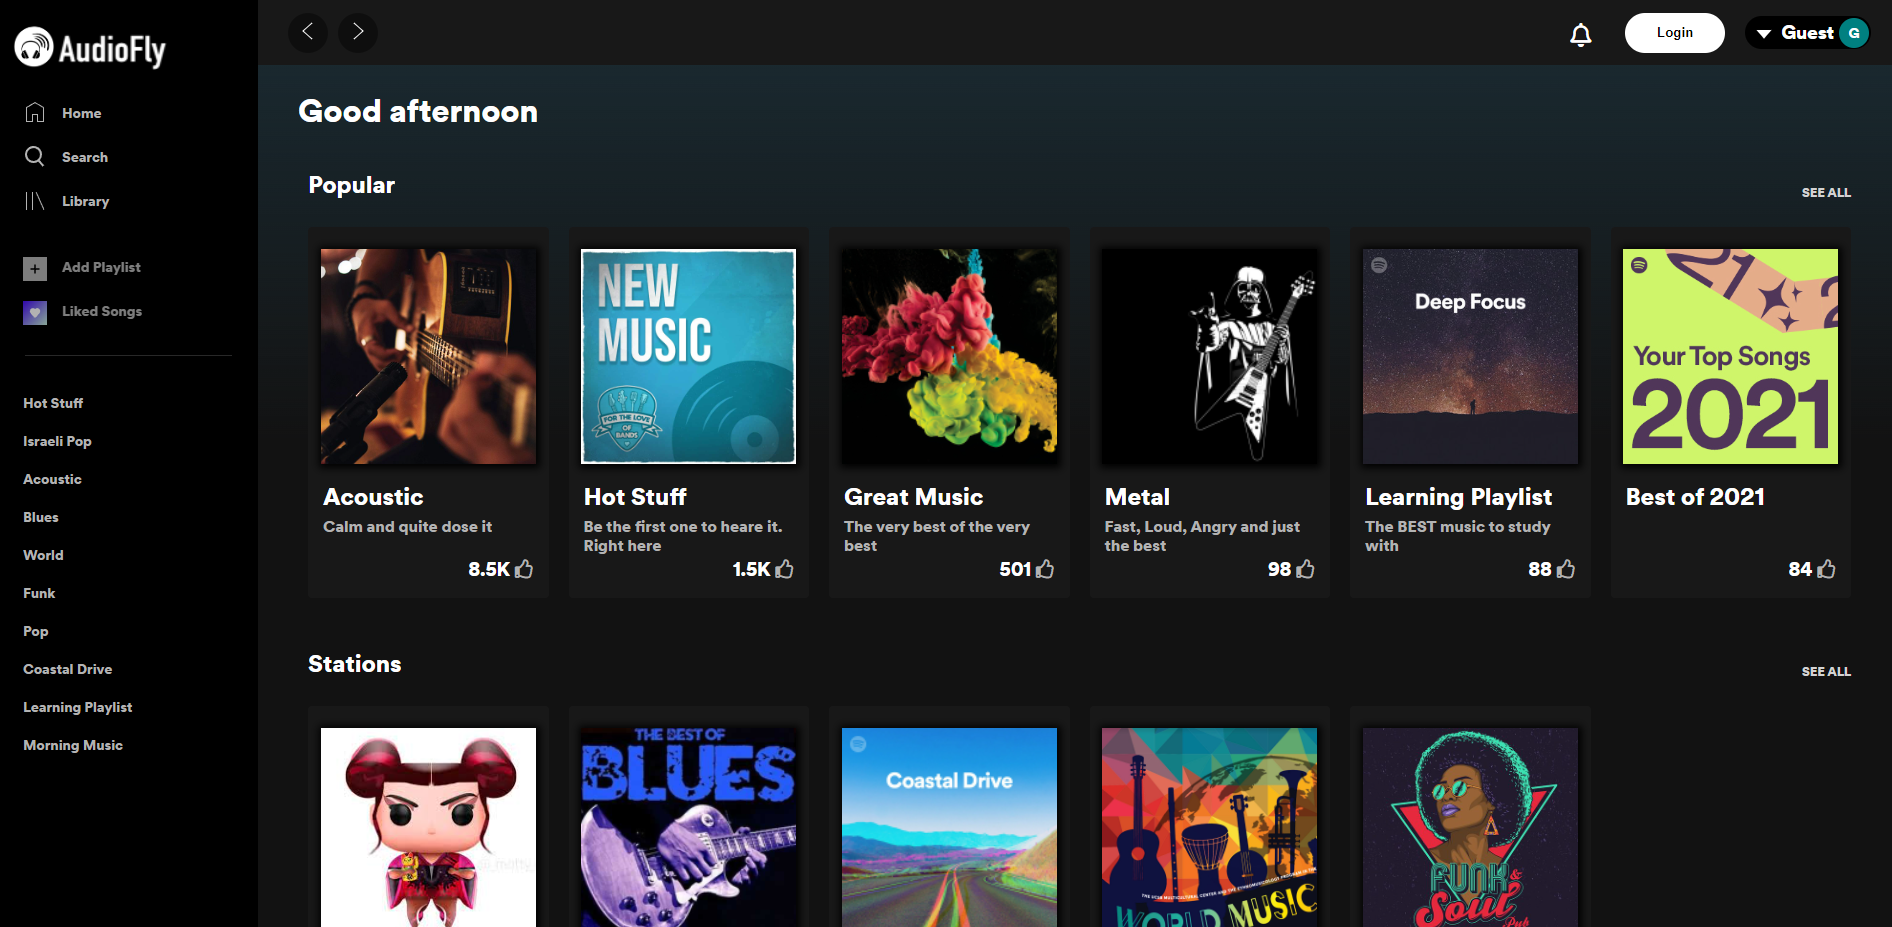 AudioFly
Home
Search
Library
Add Playlist
Liked Songs
Hot Stuff
Israeli Pop
Acoustic
Blues
World
Funk
Pop
Coastal Drive
Learning Playlist
Morning Music
Login
Guest
G
Good afternoon
Popular
SEE ALL
Acoustic
Calm and quite dose it
8.5K
NEW
MUSIC
FOR THE LOVE
OF
BANDS
Hot Stuff
Be the first one to heare it.
Right here
1.5K
Great Music
The very best of the very
best
501
Metal
Fast, Loud, Angry and just
the best
98
Deep Focus
Learning Playlist
The BEST music to study
with
88
21
2
Your Top Songs
2021
Best of 2021
84
Stations
SEE ALL
THE BEST OF
BLUES
Coastal Drive
WORLD MUSIC
FUNK &
Soul
Pub